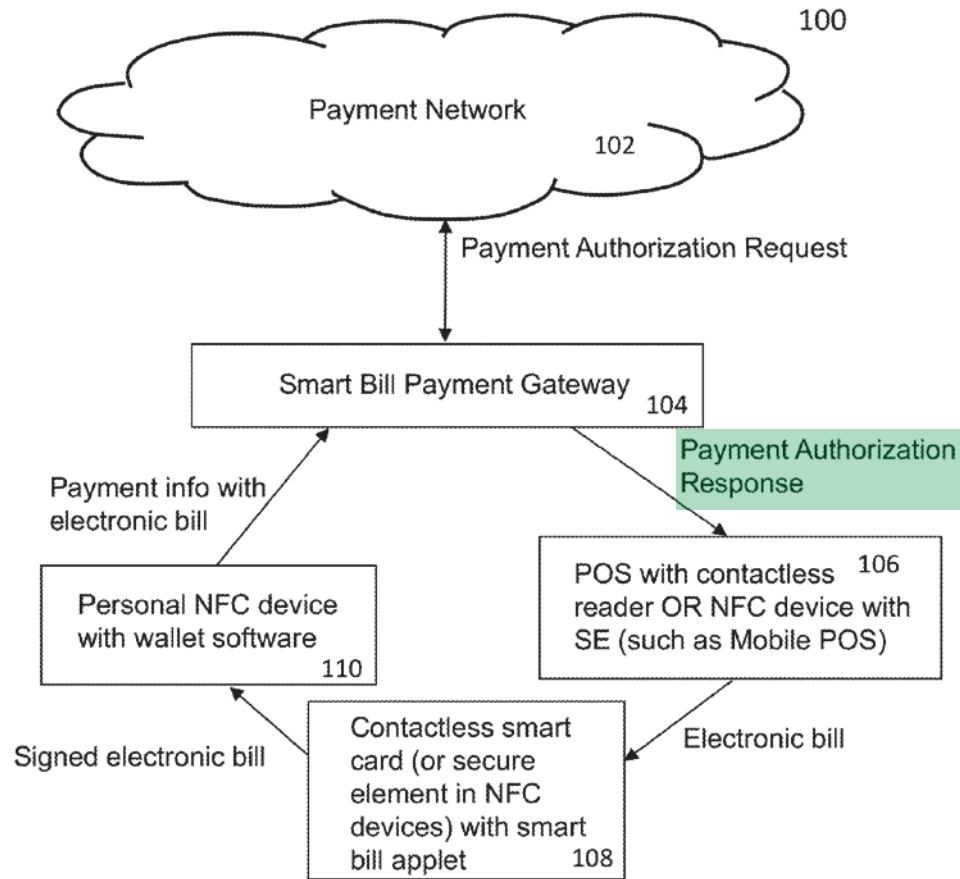 100
Payment Network
102
Payment Authorization Request
Smart Bill Payment Gateway
104
Payment Authorization
Response
Payment info with
electronic bill
POS with contactless 106
reader OR NFC device with
SE (such as Mobile POS)
Personal NFC device
with wallet software
110
Contactless smart
card (or secure
element in NFC
devices) with smart
bill applet
108
Electronic bill
Signed electronic bill